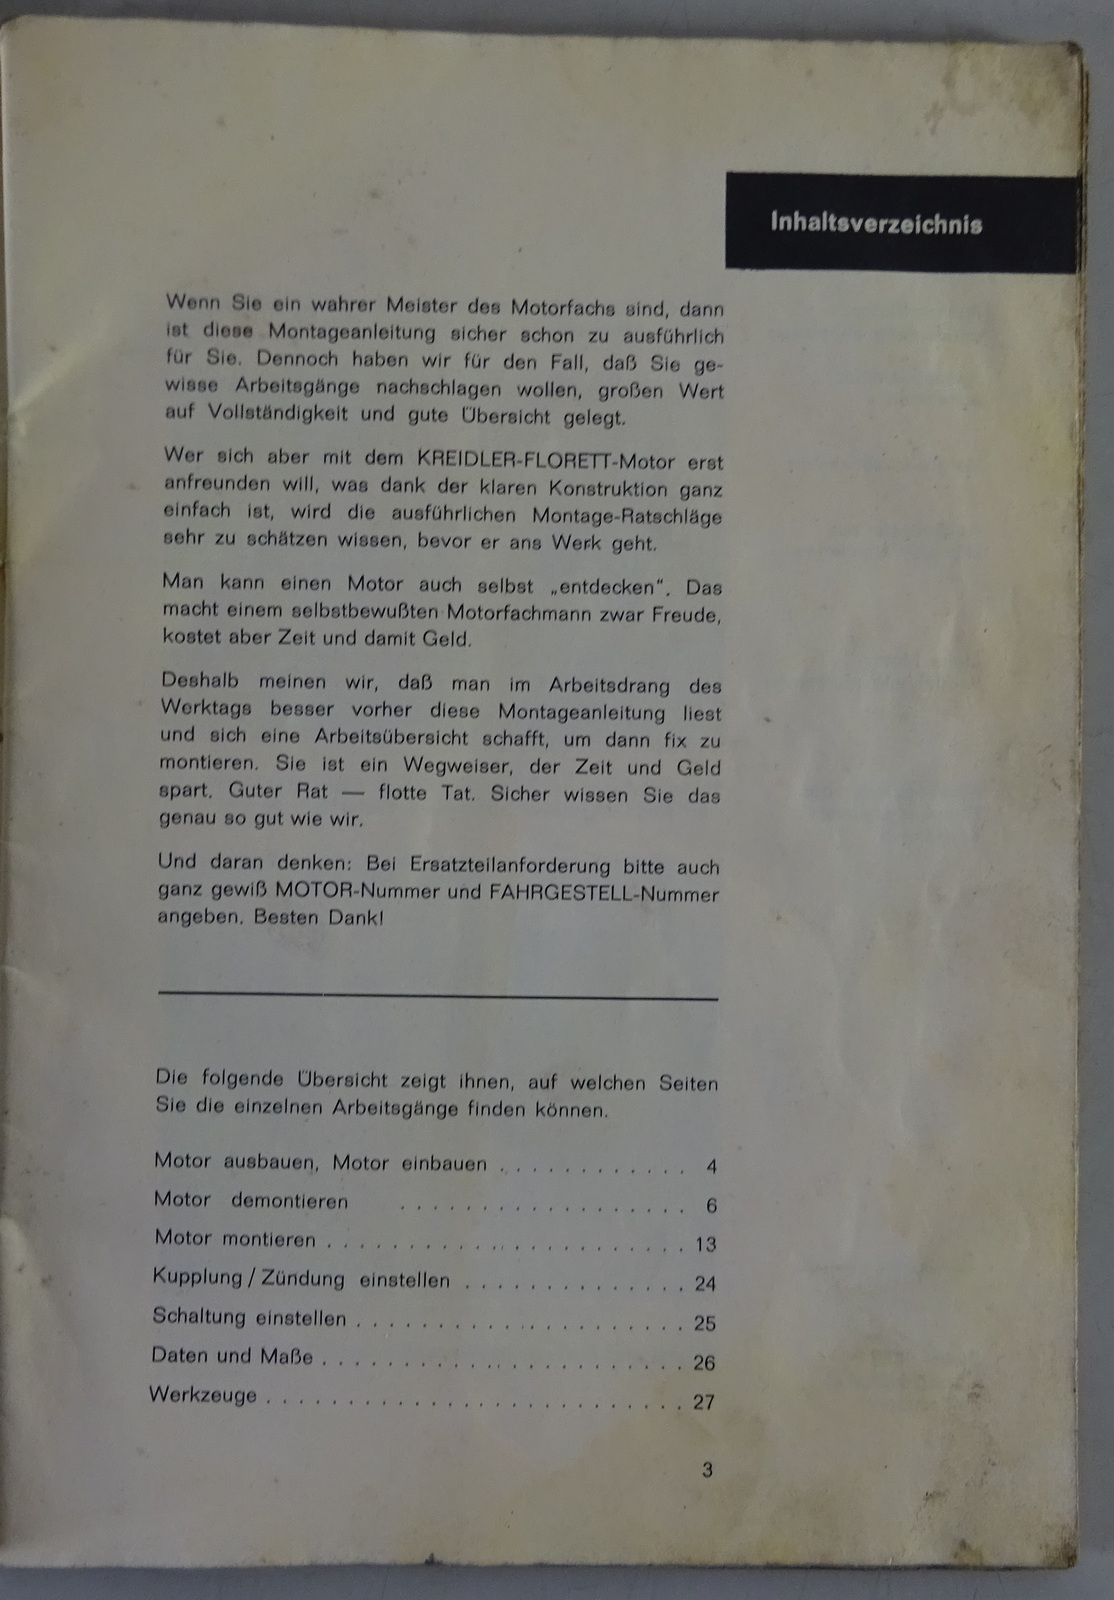 Inhaltsverzeichnis
Wenn Sie ein wahrer Meister des Motorfachs sind, dann
ist diese Montageanleitung sicher schon zu ausführlich
für Sie. Dennoch haben wir für den Fall, daß Sie ge-
wisse Arbeitsgänge nachschlagen wollen, großen Wert
auf Vollständigkeit und gute Übersicht gelegt.
Wer sich aber mit dem KREIDLER-FLORETT-Motor erst
anfreunden will, was dank der klaren Konstruktion ganz
einfach ist, wird die ausführlichen Montage-Ratschläge
sehr zu schätzen wissen, bevor er ans Werk geht.
Man kann einen Motor auch selbst „entdecken". Das
macht einem selbstbewußten Motorfachmann zwar Freude,
kostet aber Zeit und damit Geld.
Deshalb meinen wir, daß man im Arbeitsdrang des
Werktags besser vorher diese Montageanleitung liest
und sich eine Arbeitsübersicht schafft, um dann fix zu
montieren. Sie ist ein Wegweiser, der Zeit und Geld
spart. Guter Rat — flotte Tat. Sicher wissen Sie das
genau so gut wie wir.
Und daran denken: Bei Ersatzteilanforderung bitte auch
ganz gewiß MOTOR-Nummer und FAHRGESTELL-Nummer
angeben. Besten Dank!
Die folgende Übersicht zeigt ihnen, auf welchen Seiten
Sie die einzelnen Arbeitsgänge finden können.
Motor ausbauen, Motor einbauen . . . . . . . . . . . . 4
Motor demontieren . . . . . . . . . . . . . . . . . . 6
Motor montieren . . . . . . . . . . . . . . . . . . . . . . 13
Kupplung / Zündung einstellen . . . . . . . . . . . . . . 24
Schaltung einstellen . . . . . . . . . . . . . . . . . . . . 25
Daten und Maße . . . . . . . . . . . . . . . . . . . . . . 26
Werkzeuge . . . . . . . . . . . . . . . . . . . . . . . . . . 27
3